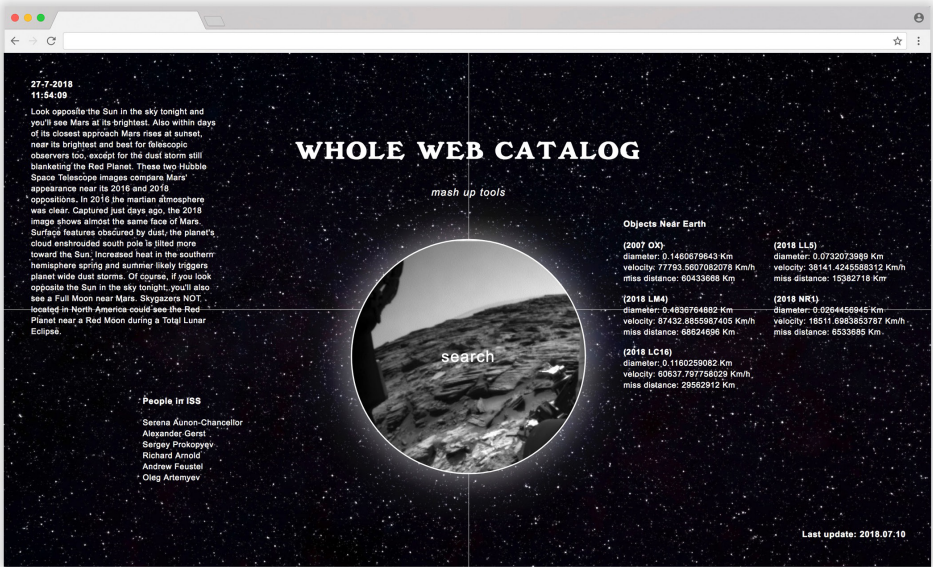 27-7-2018
11:54:09
Look opposite the Sun in the sky tonight and
you'll see Mars at its brightest. Also within days
of its closest approach Mars rises at sunset,
near its brightest and best for telescopic
observers too, except for the dust storm still
blanketing the Red Planet. These two Hubble
Space Telescope images compare Mars'
appearance near its 2016 and 2018
oppositions. In 2016 the martian atmosphere
was clear. Captured just days ago, the 2018
image shows almost the same face of Mars.
Surface features obscured by dust, the planet's
cloud enshrouded south pole is tilted more
toward the Sun. Increased heat in the southern
hemisphere spring and summer likely triggers
planet wide dust storms. Of course, if you look
opposite the Sun in the sky tonight, you'll also
see a Full Moon near Mars. Skygazers NOT
located in North America could see the Red
Planet near a Red Moon during a Total Lunar
Eclipse.
WHOLE WEB CATALOG
mash up tools
search
People in ISS
Serena Aunon-Chancellor
Alexander Gerst
Sergey Prokopyev
Richard Arnold
Andrew Feustel
Oleg Artemyev
Objects Near Earth
(2007 OX)
diameter: 0.1460679643 Km
velocity: 77793.5607082078 Km/h
miss distance: 60433668 Km
(2018 LM4)
diameter: 0.4836764882 Km
velocity: 87432.8855987405 Km/h
miss distance: 68624696 Km
(2018 LC16)
diameter: 0.1160259082 Km
velocity: 60637.797758029 Km/h
miss distance: 29562912 Km
(2018 LL5)
diameter: 0.0732073989 Km
velocity: 38141.4245588312 Km/h
miss distance: 15382718 Km
(2018 NR1)
diameter: 0.0264456945 Km
velocity: 18511.6983853787 Km/h
miss distance: 6533685 Km
Last update: 2018.07.10